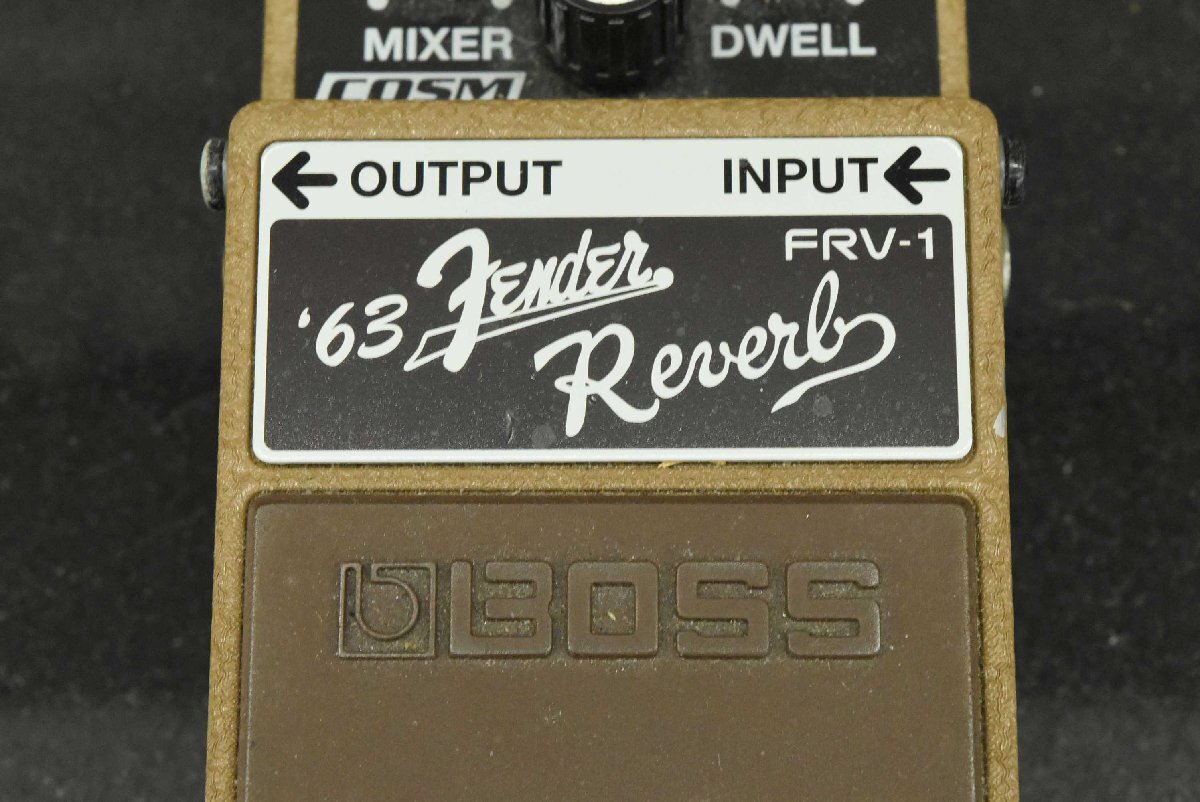 MIXER DWELL
COSM
OUTPUT INPUT
FRV-1
'63 Fender
Reverb
BOSS